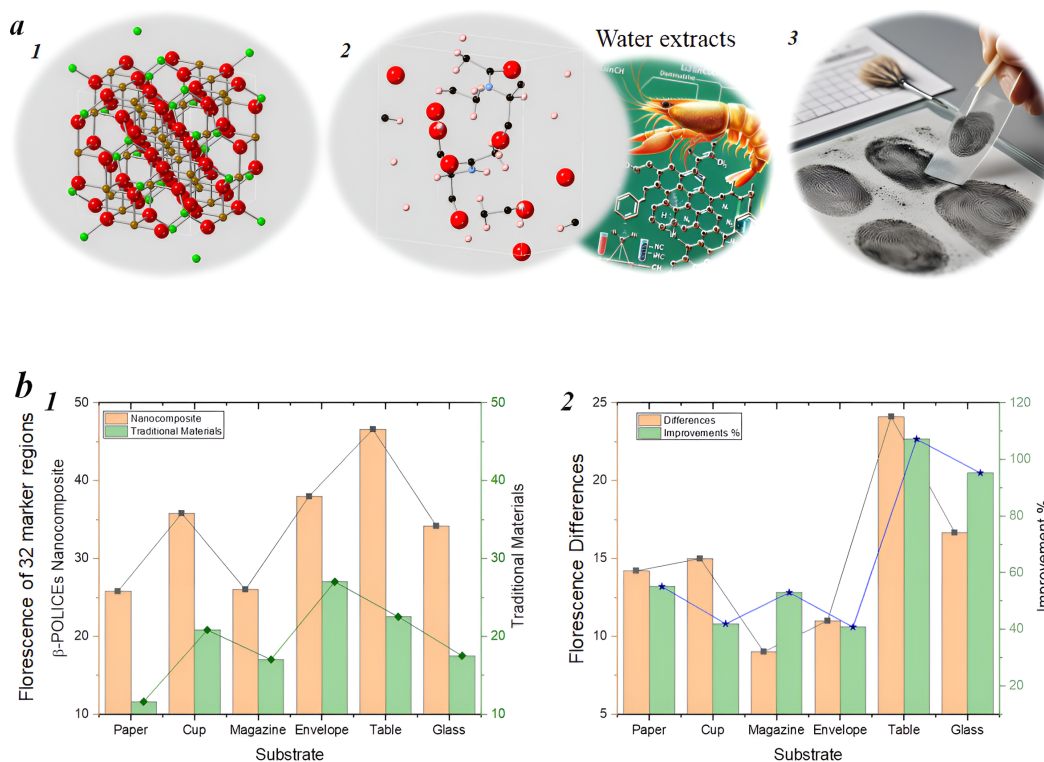 a
1
2
Water extracts
3
CH
b
1
Nanocomposite
Traditional Materials
Florescence of 32 marker regions
β-POLICEs Nanocomposite
50
40
30
20
10
50
40
30
20
10
Traditional Materials
Paper Cup Magazine Envelope Table Glass
Substrate
2
Differences
Improvements %
Florescence Differences
25
20
15
10
5
120
100
80
60
40
20
Improvement %
Paper Cup Magazine Envelope Table Glass
Substrate